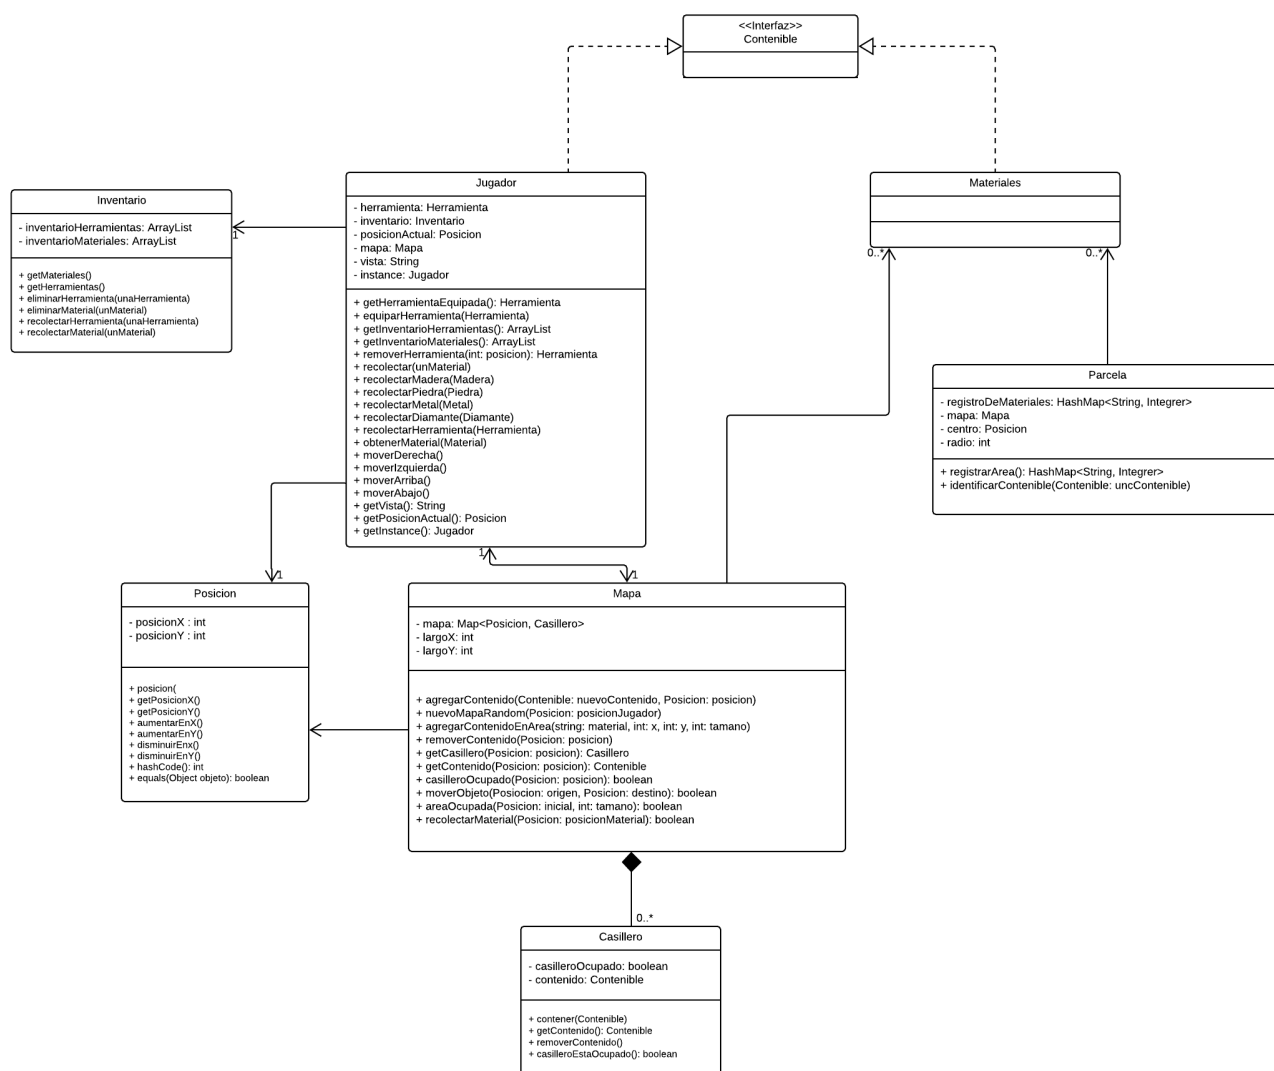 <<Interfaz>>
Contenible
Jugador
- herramienta: Herramienta
- inventario: Inventario
- posicionActual: Posicion
- mapa: Mapa
- vista: String
- instance: Jugador
+ getHerramientaEquipada(): Herramienta
+ equiparHerramienta(Herramienta)
+ getInventarioHerramientas(): ArrayList
+ getInventarioMateriales(): ArrayList
+ removerHerramienta(int: posicion): Herramienta
+ recolectar(unMaterial)
+ recolectarMadera(Madera)
+ recolectarPiedra(Piedra)
+ recolectarMetal(Metal)
+ recolectarDiamante(Diamante)
+ recolectarHerramienta(Herramienta)
+ obtenerMaterial(Material)
+ moverDerecha()
+ moverIzquierda()
+ moverArriba()
+ moverAbajo()
+ getVista(): String
+ getPosicionActual(): Posicion
+ getInstance(): Jugador
Materiales
0..*
0..*
Inventario
- inventarioHerramientas: ArrayList
- inventarioMateriales: ArrayList
+ getMateriales()
+ getHerramientas()
+ eliminarHerramienta(unaHerramienta)
+ eliminarMaterial(unMaterial)
+ recolectarHerramienta(unaHerramienta)
+ recolectarMaterial(unMaterial)
1
Parcela
- registroDeMateriales: HashMap<String, Integrer>
- mapa: Mapa
- centro: Posicion
- radio: int
+ registrarArea(): HashMap<String, Integrer>
+ identificarContenible(Contenible: uncContenible)
1
1
1
Posicion
- posicionX : int
- posicionY : int
+ posicion(
+ getPosicionX()
+ getPosicionY()
+ aumentarEnX()
+ aumentarEnY()
+ disminuirEnx()
+ disminuirEnY()
+ hashCode(): int
+ equals(Object objeto): boolean
Mapa
- mapa: Map<Posicion, Casillero>
- largoX: int
- largoY: int
+ agregarContenido(Contenible: nuevoContenido, Posicion: posicion)
+ nuevoMapaRandom(Posicion: posicionJugador)
+ agregarContenidoEnArea(string: material, int: x, int: y, int: tamano)
+ removerContenido(Posicion: posicion)
+ getCasillero(Posicion: posicion): Casillero
+ getContenido(Posicion: posicion): Contenible
+ casilleroOcupado(Posicion: posicion): boolean
+ moverObjeto(Posiocion: origen, Posicion: destino): boolean
+ areaOcupada(Posicion: inicial, int: tamano): boolean
+ recolectarMaterial(Posicion: posicionMaterial): boolean
0..*
Casillero
- casilleroOcupado: boolean
- contenido: Contenible
+ contener(Contenible)
+ getContenido(): Contenible
+ removerContenido()
+ casilleroEstaOcupado(): boolean